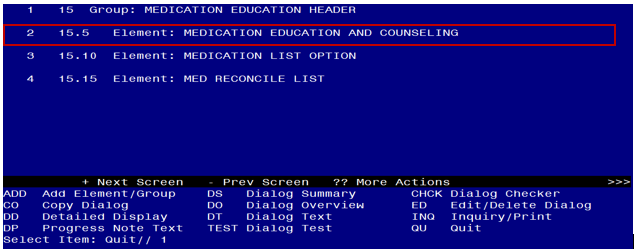 1 15 Group: MEDICATION EDUCATION HEADER
2 15.5 Element: MEDICATION EDUCATION AND COUNSELING
3 15.10 Element: MEDICATION LIST OPTION
4 15.15 Element: MED RECONCILE LIST
+ Next Screen - Prev Screen ?? More Actions >>>
ADD Add Element/Group DS Dialog Summary CHCK Dialog Checker
CO Copy Dialog DO Dialog Overview ED Edit/Delete Dialog
DD Detailed Display DT Dialog Text INQ Inquiry/Print
DP Progress Note Text TEST Dialog Test QU Quit
Select Item: Quit// 1